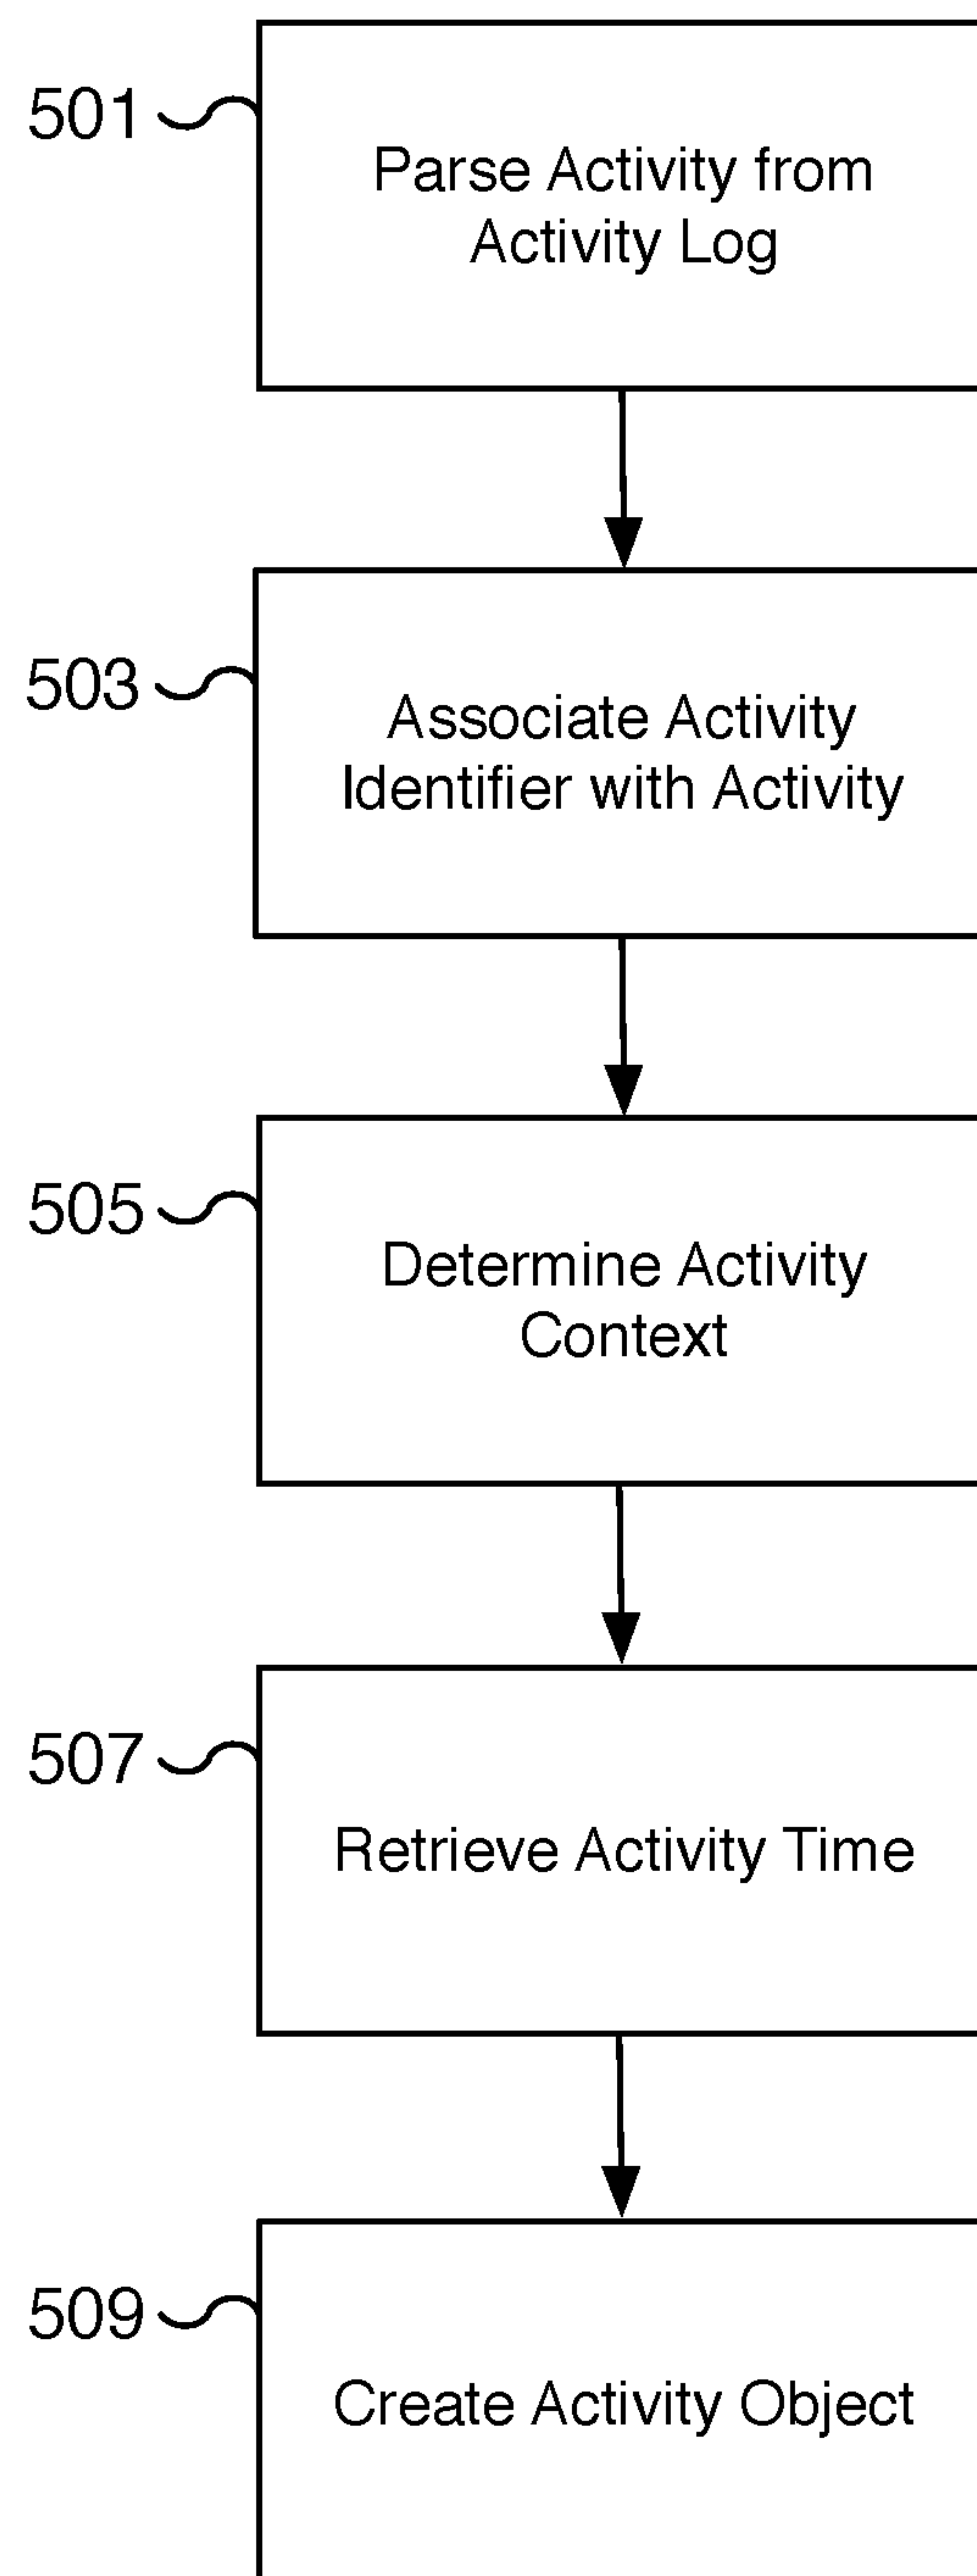 501
Parse Activity from
Activity Log
503
Associate Activity
Identifier with Activity
505
Determine Activity
Context
507
Retrieve Activity Time
509
Create Activity Object